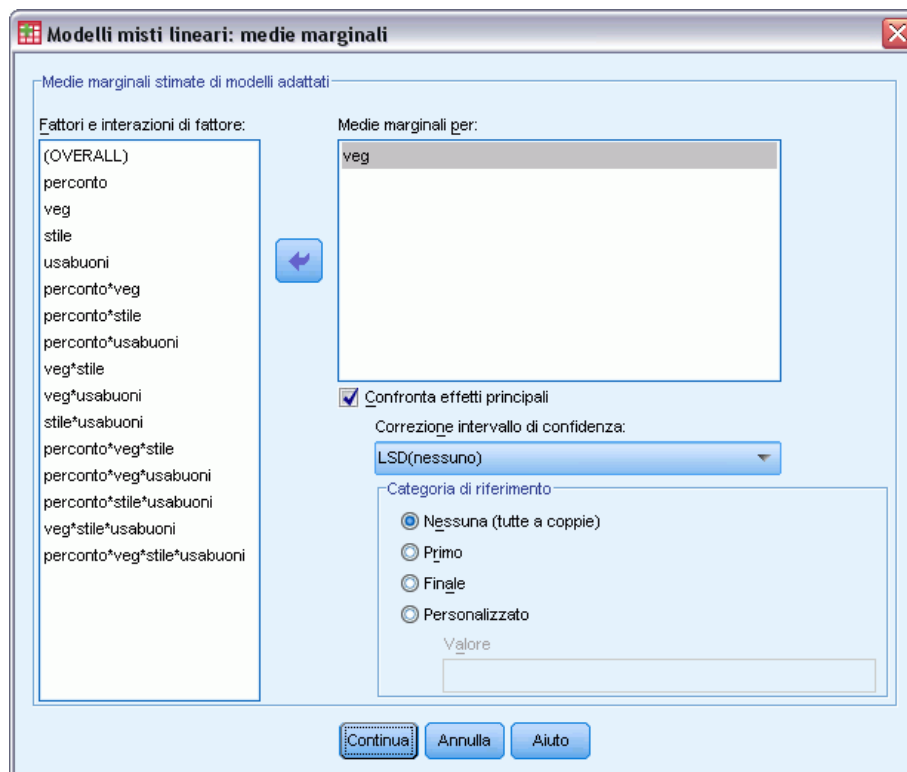 Modelli misti lineari: medie marginali
Medie marginali stimate di modelli adattati
Fattori e interazioni di fattore:
(OVERALL)
perconto
veg
stile
usabuoni
perconto*veg
perconto*stile
perconto*usabuoni
veg*stile
veg*usabuoni
stile*usabuoni
perconto*veg*stile
perconto*veg*usabuoni
perconto*stile*usabuoni
veg*stile*usabuoni
perconto*veg*stile*usabuoni
Medie marginali per:
veg
Confronta effetti principali
Correzione intervallo di confidenza:
LSD(nessuno)
Categoria di riferimento
Nessuna (tutte a coppie)
Primo
Finale
Personalizzato
Valore
Continua
Annulla
Aiuto